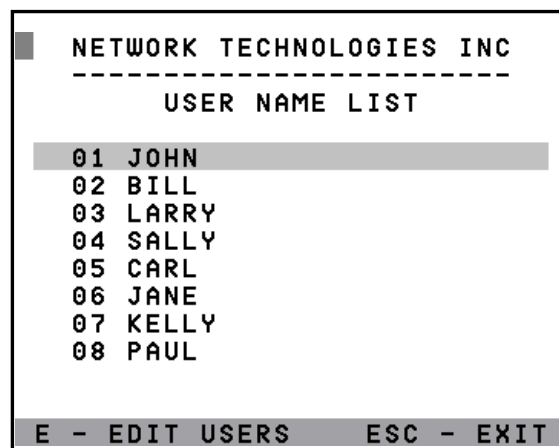 NETWORK TECHNOLOGIES INC
-------------------------
USER NAME LIST
01 JOHN
02 BILL
03 LARRY
04 SALLY
05 CARL
06 JANE
07 KELLY
08 PAUL
E - EDIT USERS ESC - EXIT